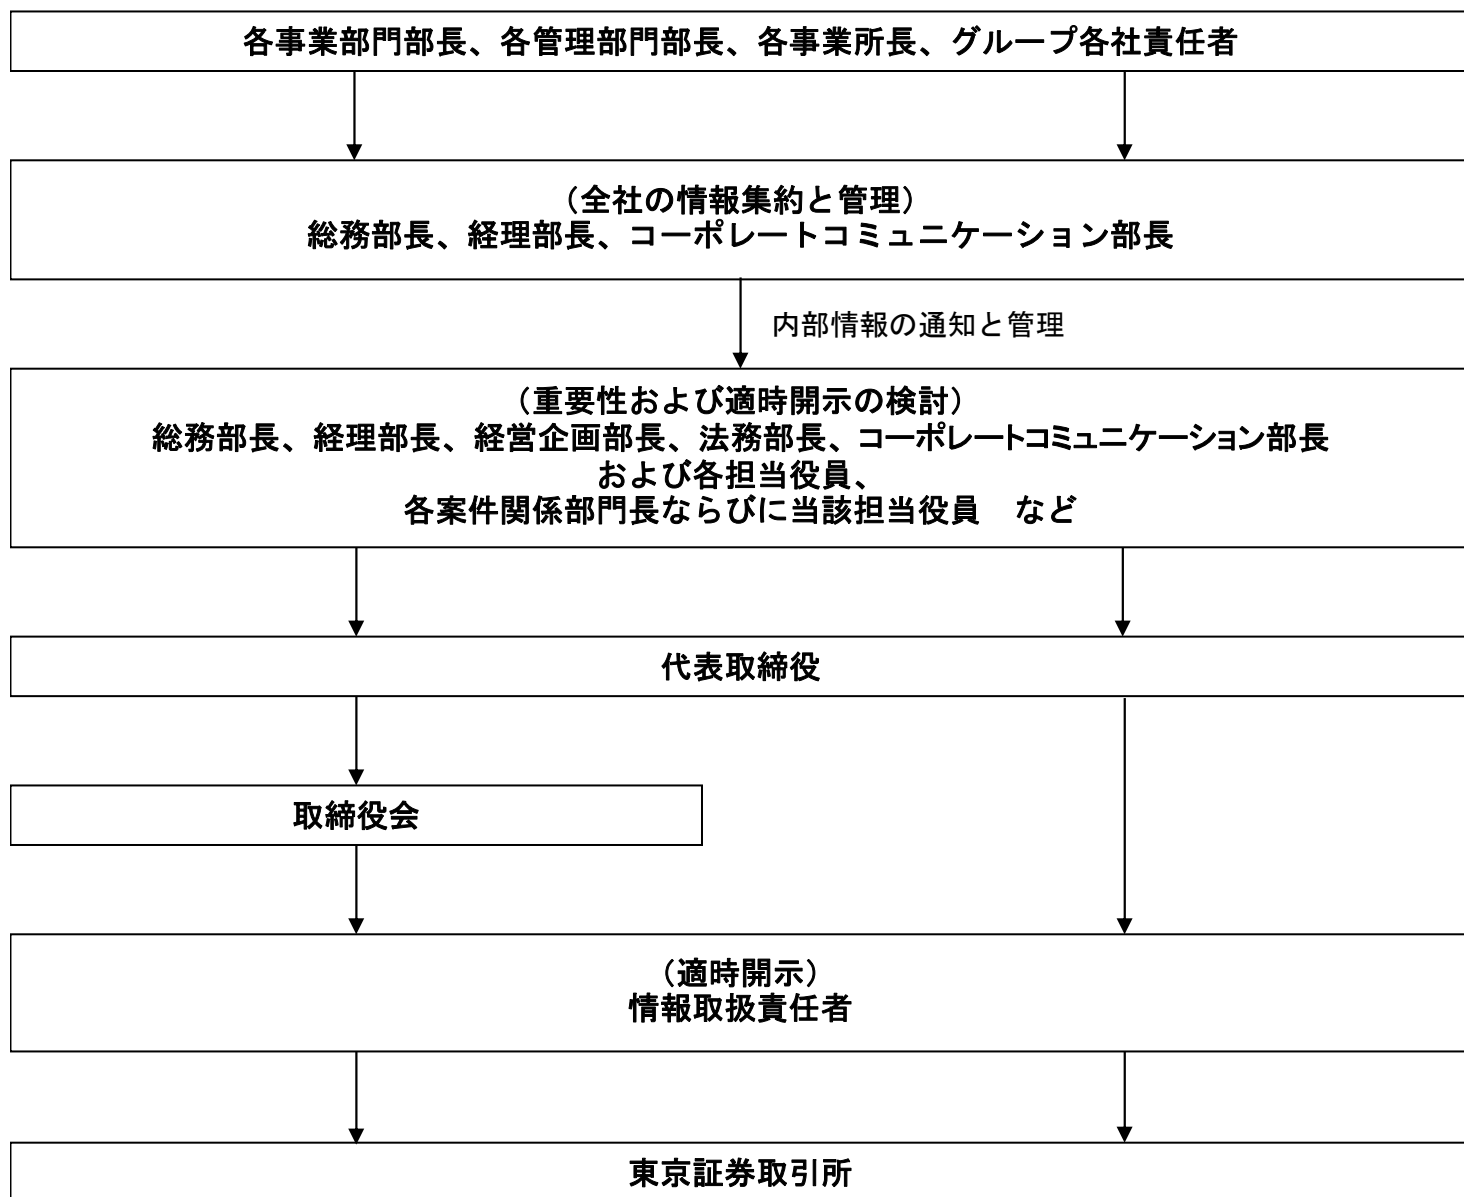 各事業部門部長、各管理部門部長、各事業所長、グループ各社責任者
（全社の情報集約と管理）
総務部長、経理部長、コーポレートコミュニケーション部長
内部情報の通知と管理
（重要性および適時開示の検討）
総務部長、経理部長、経営企画部長、法務部長、コーポレートコミュニケーション部長
および各担当役員、
各案件関係部門長ならびに当該担当役員　など
代表取締役
取締役会
（適時開示）
情報取扱責任者
東京証券取引所